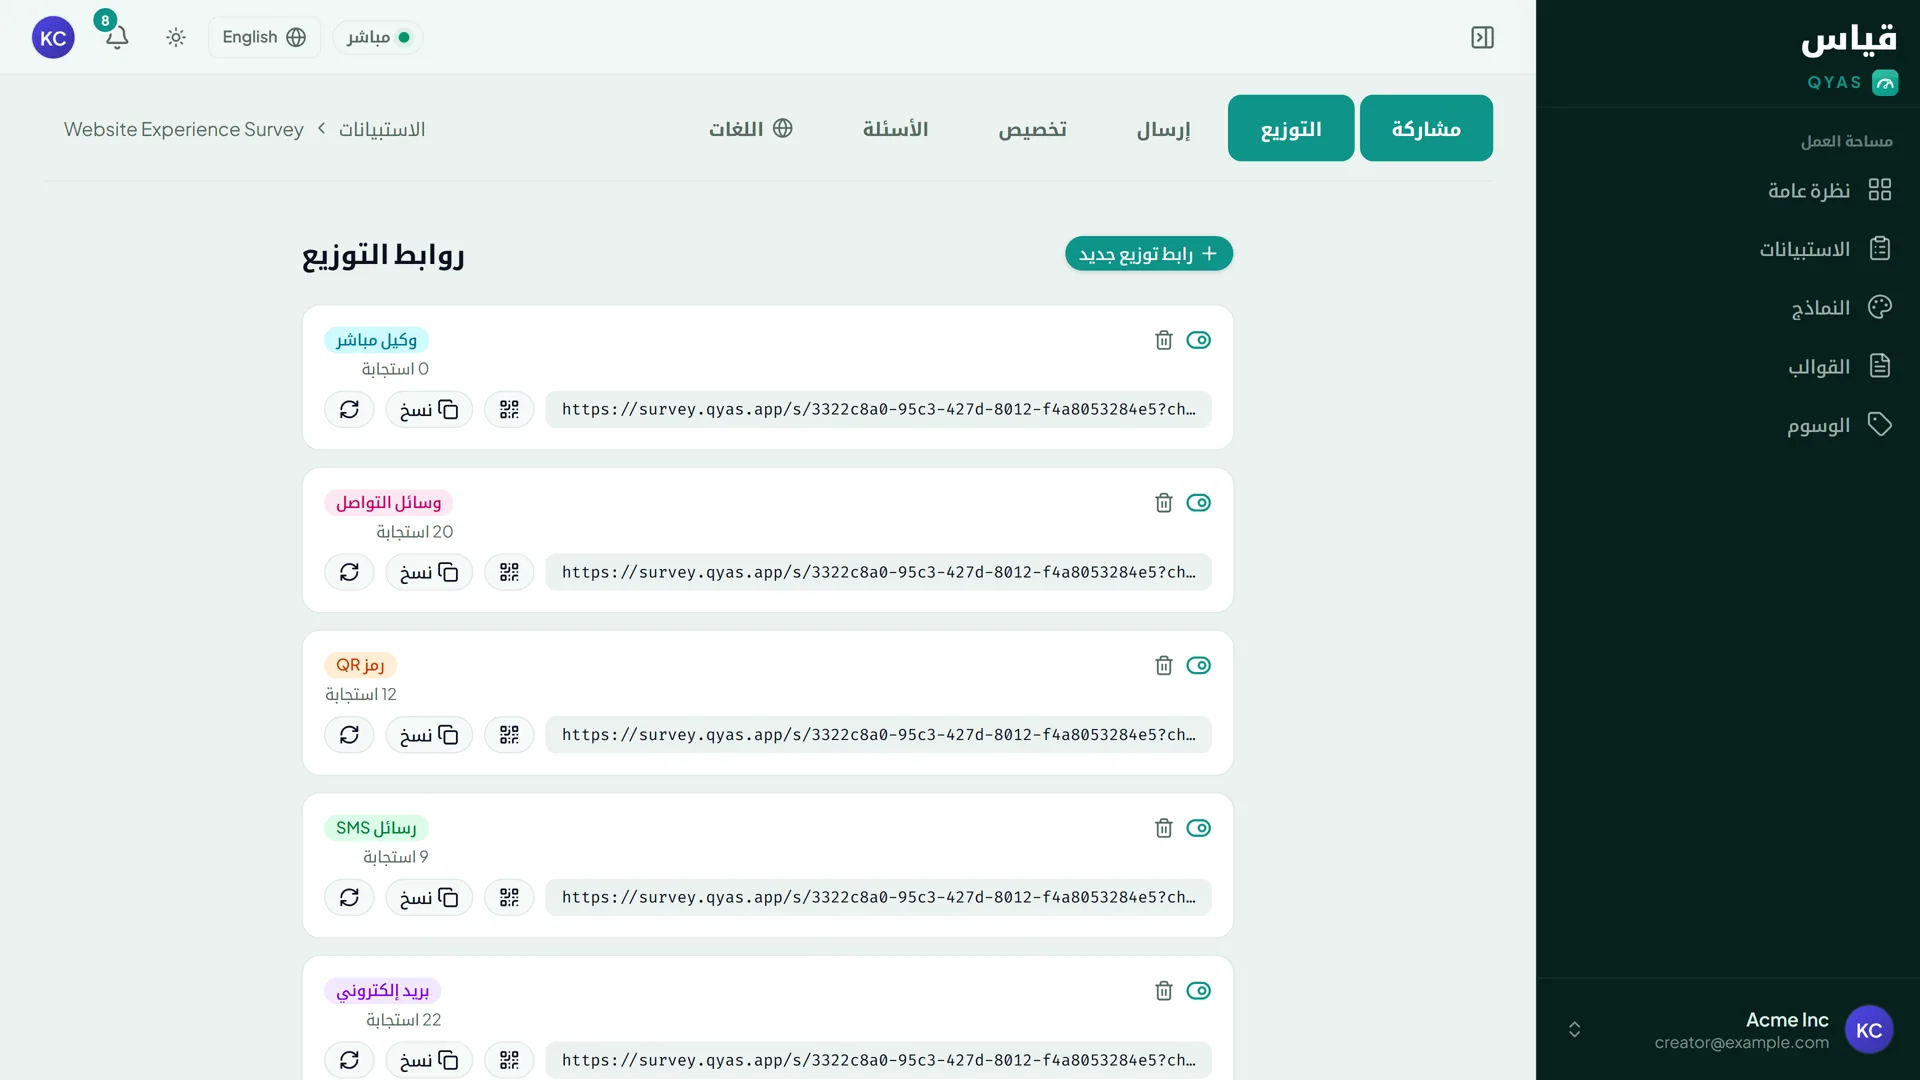 قياس
QYAS
مساحة العمل
نظرة عامة
الاستبيانات
النماذج
القوالب
الوسوم
Acme Inc
creator@example.com
KC
مباشر
English
8
KC
مشاركة
التوزيع
إرسال
تخصيص
الأسئلة
اللغات
الاستبيانات
Website Experience Survey
رابط توزيع جديد
روابط التوزيع
وكيل مباشر
0 استجابة
https://survey.qyas.app/s/3322c8a0-95c3-427d-8012-f4a8053284e5?ch…
نسخ
وسائل التواصل
20 استجابة
https://survey.qyas.app/s/3322c8a0-95c3-427d-8012-f4a8053284e5?ch…
نسخ
رمز QR
12 استجابة
https://survey.qyas.app/s/3322c8a0-95c3-427d-8012-f4a8053284e5?ch…
نسخ
رسائل SMS
9 استجابة
https://survey.qyas.app/s/3322c8a0-95c3-427d-8012-f4a8053284e5?ch…
نسخ
بريد إلكتروني
22 استجابة
https://survey.qyas.app/s/3322c8a0-95c3-427d-8012-f4a8053284e5?ch…
نسخ